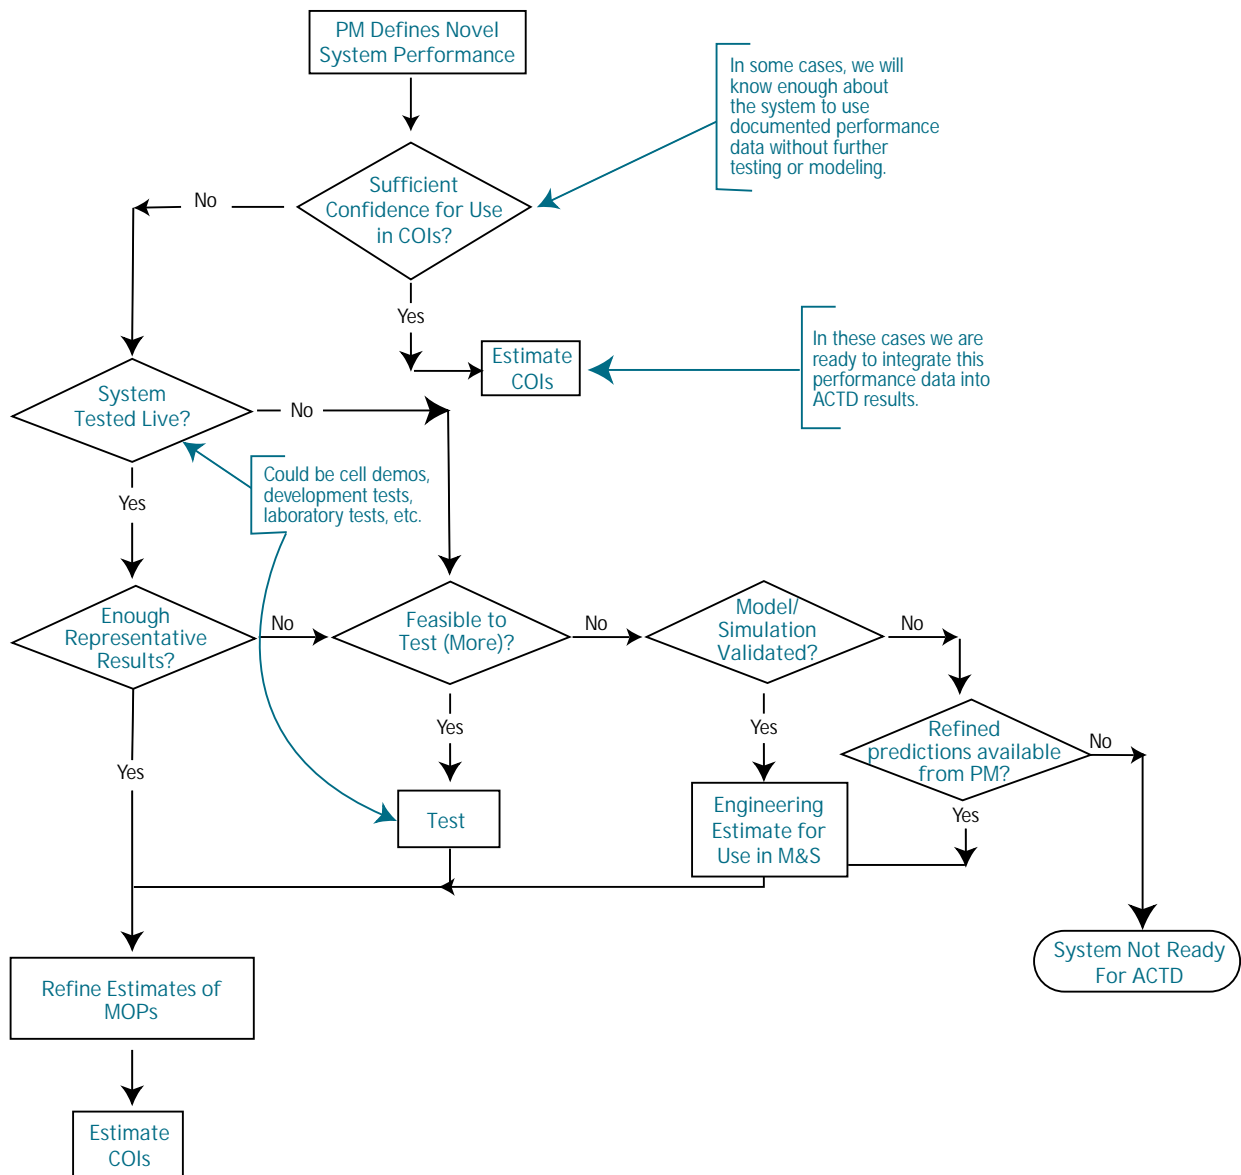 PM Defines Novel
System Performance
In some cases, we will
know enough about
the system to use
documented performance
data without further
testing or modeling.
Sufficient
Confidence for Use
in COIs?
No
Yes
Estimate
COIs
In these cases we are
ready to integrate this
performance data into
ACTD results.
System
Tested Live?
No
Yes
Could be cell demos,
development tests,
laboratory tests, etc.
Enough
Representative
Results?
No
Feasible to
Test (More)?
No
Model/
Simulation
Validated?
No
Yes
Yes
Yes
Refined
predictions available
from PM?
No
Yes
Test
Engineering
Estimate for
Use in M&S
System Not Ready
For ACTD
Refine Estimates of
MOPs
Estimate
COIs